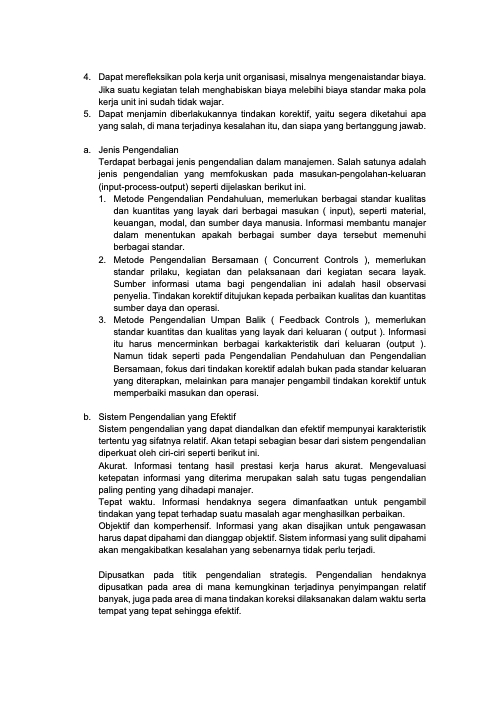 4. Dapat merefleksikan pola kerja unit organisasi, misalnya mengenaistandar biaya.
Jika suatu kegiatan telah menghabiskan biaya melebihi biaya standar maka pola
kerja unit ini sudah tidak wajar.
5. Dapat menjamin diberlakukannya tindakan korektif, yaitu segera diketahui apa
yang salah, di mana terjadinya kesalahan itu, dan siapa yang bertanggung jawab.
a. Jenis Pengendalian
Terdapat berbagai jenis pengendalian dalam manajemen. Salah satunya adalah
jenis pengendalian yang memfokuskan pada masukan-pengolahan-keluaran
(input-process-output) seperti dijelaskan berikut ini.
1. Metode Pengendalian Pendahuluan, memerlukan berbagai standar kualitas
dan kuantitas yang layak dari berbagai masukan ( input), seperti material,
keuangan, modal, dan sumber daya manusia. Informasi membantu manajer
dalam menentukan apakah berbagai sumber daya tersebut memenuhi
berbagai standar.
2. Metode Pengendalian Bersamaan ( Concurrent Controls ), memerlukan
standar prilaku, kegiatan dan pelaksanaan dari kegiatan secara layak.
Sumber informasi utama bagi pengendalian ini adalah hasil observasi
penyelia. Tindakan korektif ditujukan kepada perbaikan kualitas dan kuantitas
sumber daya dan operasi.
3. Metode Pengendalian Umpan Balik ( Feedback Controls ), memerlukan
standar kuantitas dan kualitas yang layak dari keluaran ( output ). Informasi
itu harus mencerminkan berbagai karkakteristik dari keluaran (output ).
Namun tidak seperti pada Pengendalian Pendahuluan dan Pengendalian
Bersamaan, fokus dari tindakan korektif adalah bukan pada standar keluaran
yang diterapkan, melainkan para manajer pengambil tindakan korektif untuk
memperbaiki masukan dan operasi.
b. Sistem Pengendalian yang Efektif
Sistem pengendalian yang dapat diandalkan dan efektif mempunyai karakteristik
tertentu yag sifatnya relatif. Akan tetapi sebagian besar dari sistem pengendalian
diperkuat oleh ciri-ciri seperti berikut ini.
Akurat. Informasi tentang hasil prestasi kerja harus akurat. Mengevaluasi
ketepatan informasi yang diterima merupakan salah satu tugas pengendalian
paling penting yang dihadapi manajer.
Tepat waktu. Informasi hendaknya segera dimanfaatkan untuk pengambil
tindakan yang tepat terhadap suatu masalah agar menghasilkan perbaikan.
Objektif dan komperhensif. Informasi yang akan disajikan untuk pengawasan
harus dapat dipahami dan dianggap objektif. Sistem informasi yang sulit dipahami
akan mengakibatkan kesalahan yang sebenarnya tidak perlu terjadi.
Dipusatkan pada titik pengendalian strategis. Pengendalian hendaknya
dipusatkan pada area di mana kemungkinan terjadinya penyimpangan relatif
banyak, juga pada area di mana tindakan koreksi dilaksanakan dalam waktu serta
tempat yang tepat sehingga efektif.